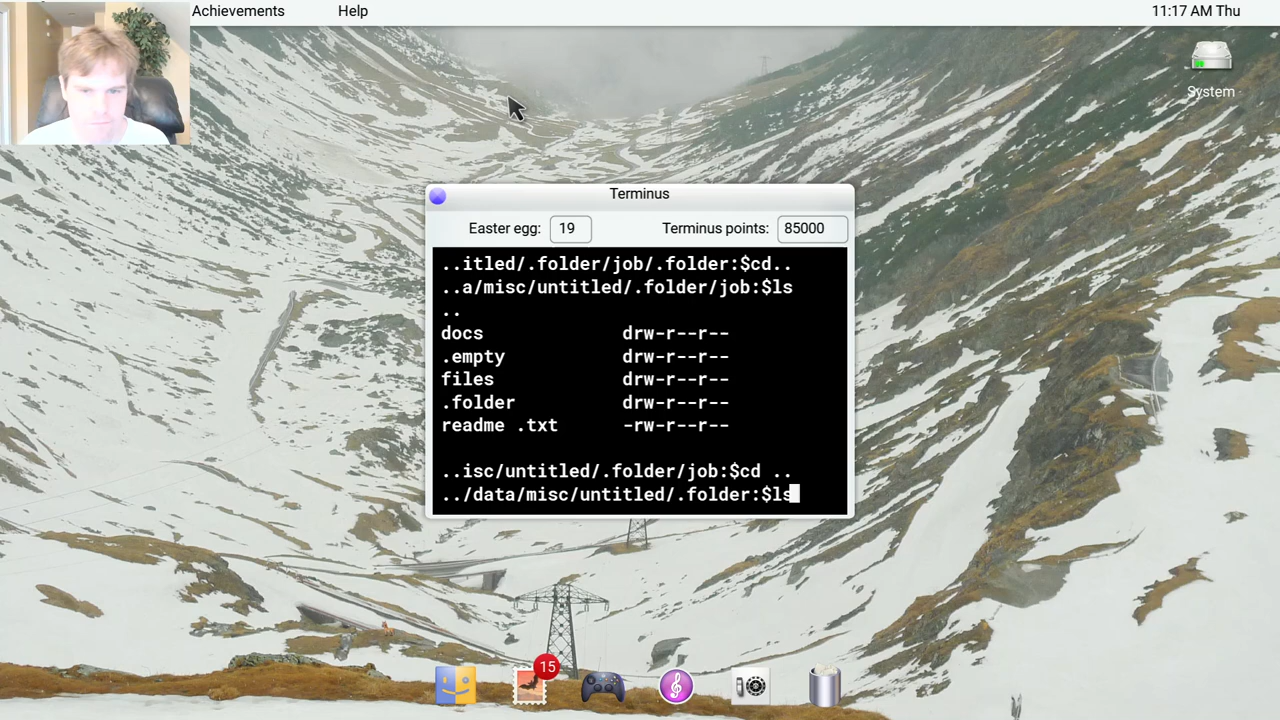 Achievements Help 11:17 AM Thu
System
Terminus
Easter egg: 19 Terminus points: 85000
..itled/.folder/job/.folder:$cd..
..a/misc/untitled/.folder/job:$ls
..
docs drw-r--r--
.empty drw-r--r--
files drw-r--r--
.folder drw-r--r--
readme .txt -rw-r--r--
..isc/untitled/.folder/job:$cd ..
../data/misc/untitled/.folder:$ls
15